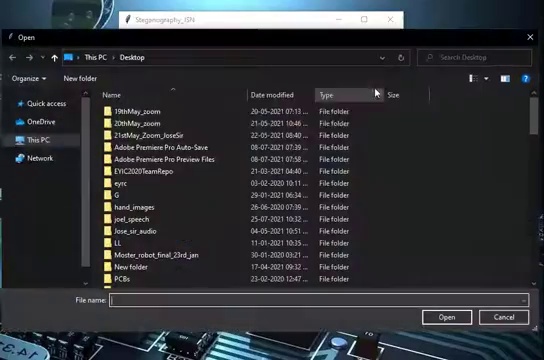 Steganography_JSN
Open
This PC > Desktop
Search Desktop
Organize
New folder
Name
Date modified
Type
Size
Quick access
OneDrive
This PC
Network
19thMay_zoom 20-05-2021 07:13 ... File folder
20thMay_zoom 21-05-2021 10:46 ... File folder
21stMay_Zoom_JoseSir 22-05-2021 08:40 ... File folder
Adobe Premiere Pro Auto-Save 08-07-2021 07:39 ... File folder
Adobe Premiere Pro Preview Files 08-07-2021 07:58 ... File folder
EYIC2020TeamRepo 21-03-2021 04:40 ... File folder
eyrc 03-02-2020 10:11 ... File folder
G 29-01-2021 06:34 ... File folder
hand_images 26-06-2020 07:39 ... File folder
joel_speech 25-07-2021 10:32 ... File folder
Jose_sir_audio 04-05-2021 10:51 ... File folder
LL 11-01-2021 10:35 ... File folder
Moster_robot_final_23rd_jan 30-01-2020 03:21 ... File folder
New folder 17-04-2021 09:32 ... File folder
PCBs 23-02-2020 12:47 ... File folder
File name:
Open
Cancel